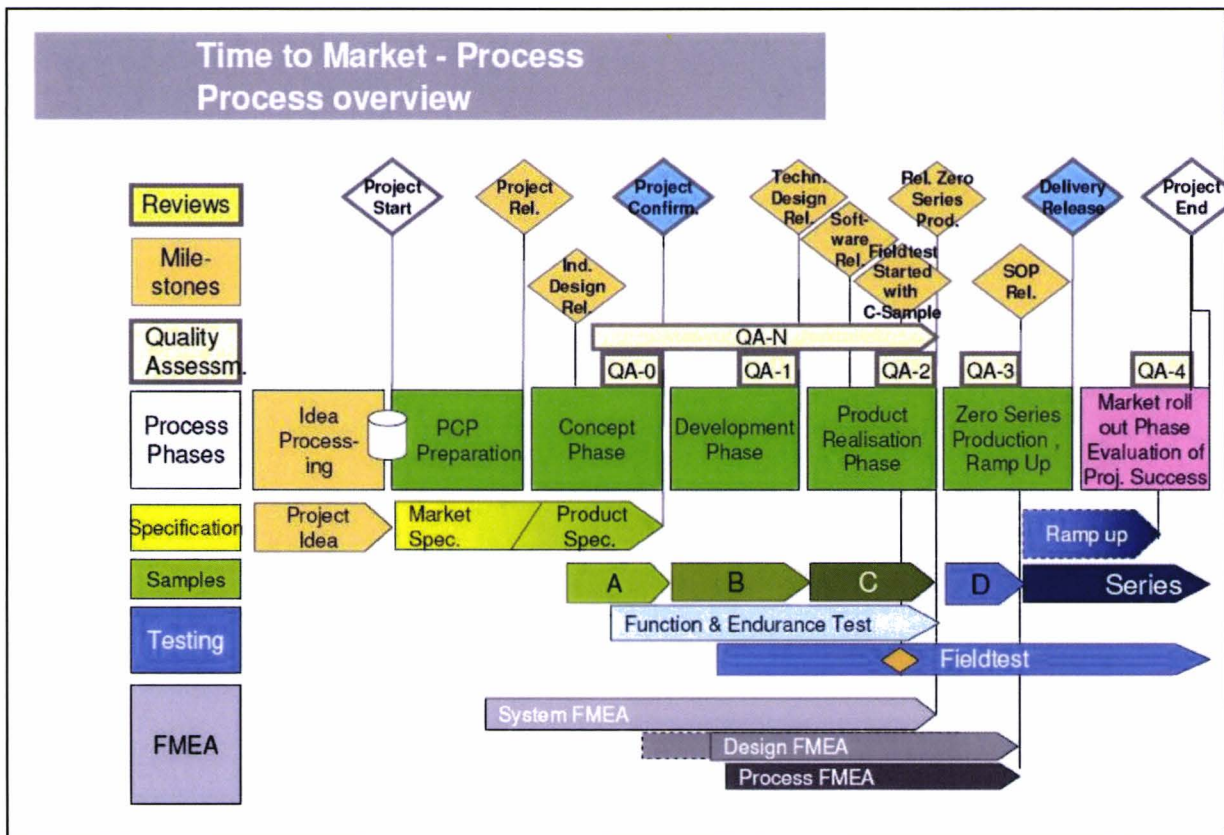 Time to Market - Process
Process overview
Reviews
Project
Start
Project
Rel.
Project
Confirm.
Techn.
Design
Rel.
Rel. Zero
Series
Prod.
Delivery
Release
Project
End
Mile-
stones
Ind.
Design
Rel.
Soft-
ware
Rel.
Fieldtest
Started
with
C-Sample
SOP
Rel.
Quality
Assessm.
QA-N
QA-0
QA-1
QA-2
QA-3
QA-4
Process
Phases
Idea
Process-
ing
PCP
Preparation
Concept
Phase
Development
Phase
Product
Realisation
Phase
Zero Series
Production ,
Ramp Up
Market roll
out Phase
Evaluation of
Proj. Success
Specification
Project
Idea
Market
Spec.
Product
Spec.
Ramp up
Samples
A
B
C
D
Series
Testing
Function & Endurance Test
Fieldtest
FMEA
System FMEA
Design FMEA
Process FMEA